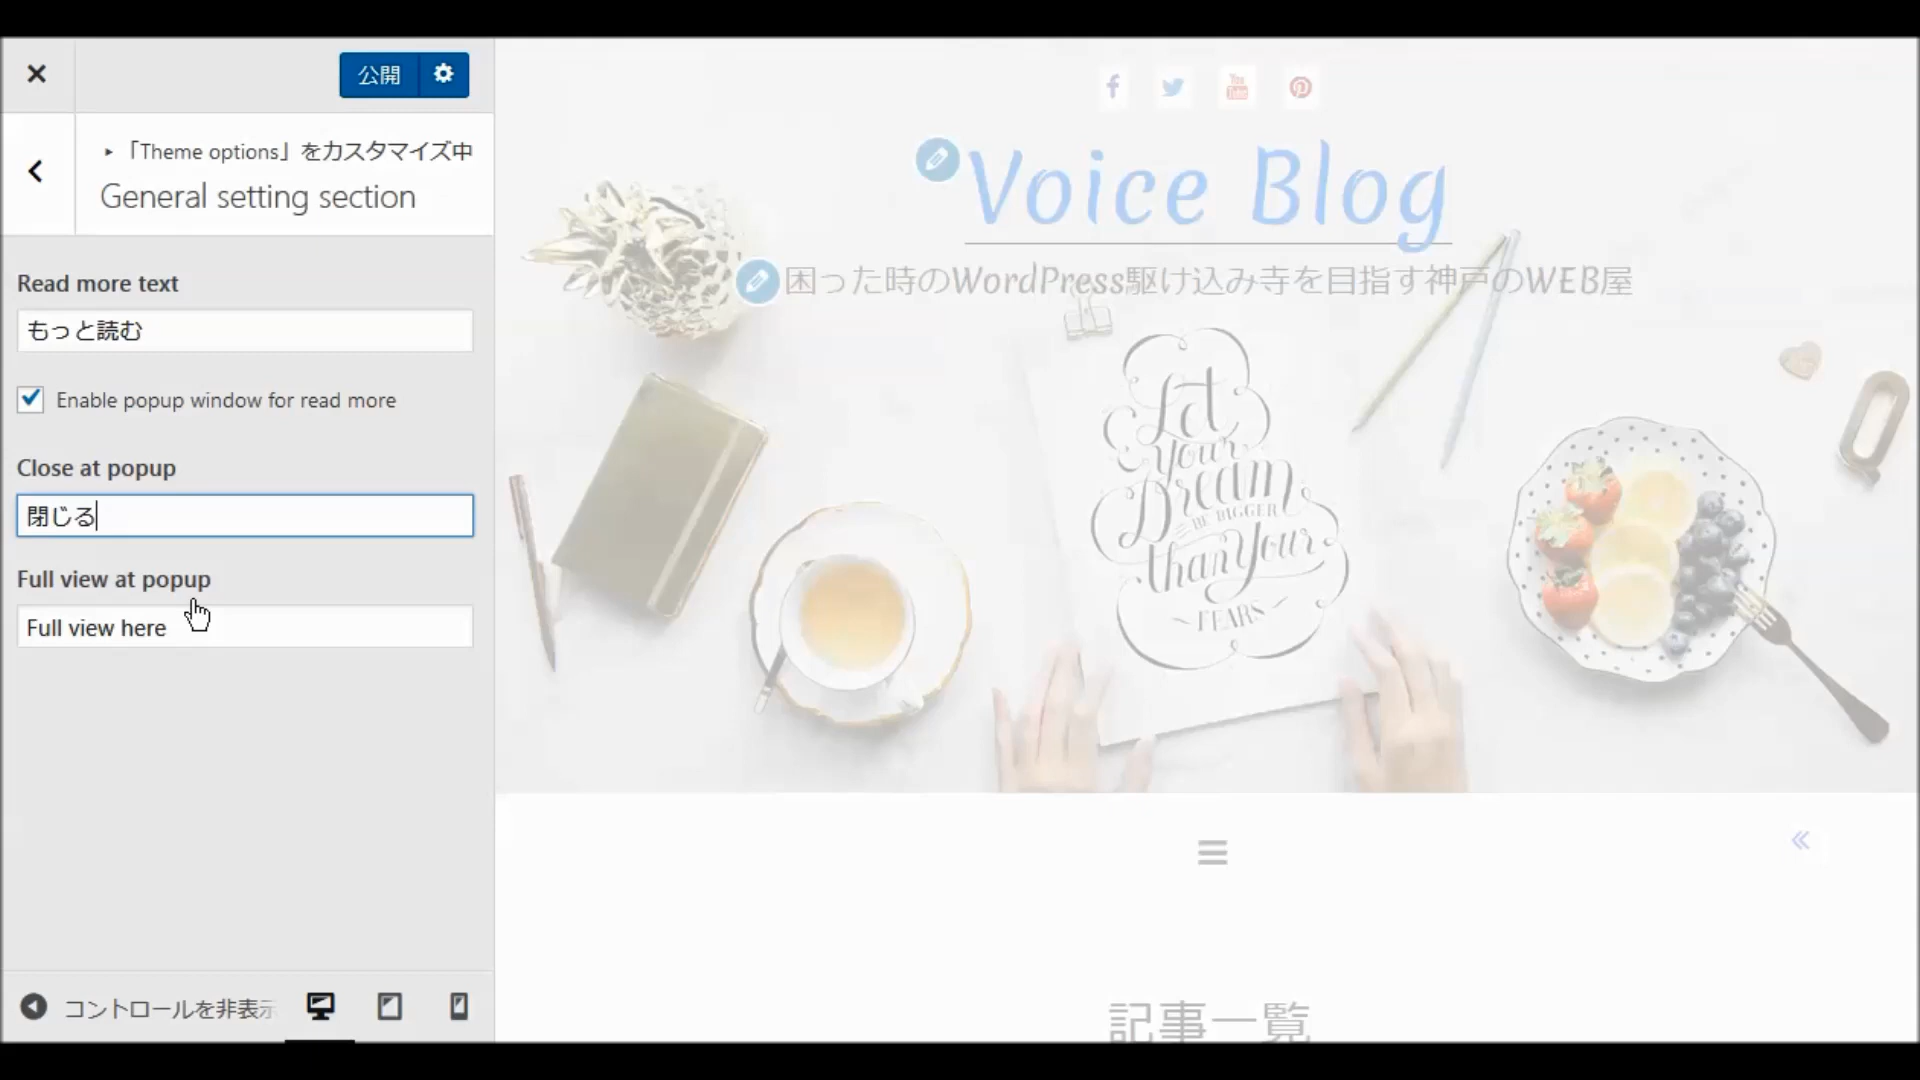 公開
「Theme options」をカスタマイズ中
General setting section
Read more text
もっと読む
Enable popup window for read more
Close at popup
閉じる
Full view at popup
Full view here
コントロールを非表示
You
Tube
Voice Blog
困った時のWordPress駆け込み寺を目指す神戸のWEB屋
Let
Your
Dream
BE BIGGER
than Your
FEARS
記事一覧